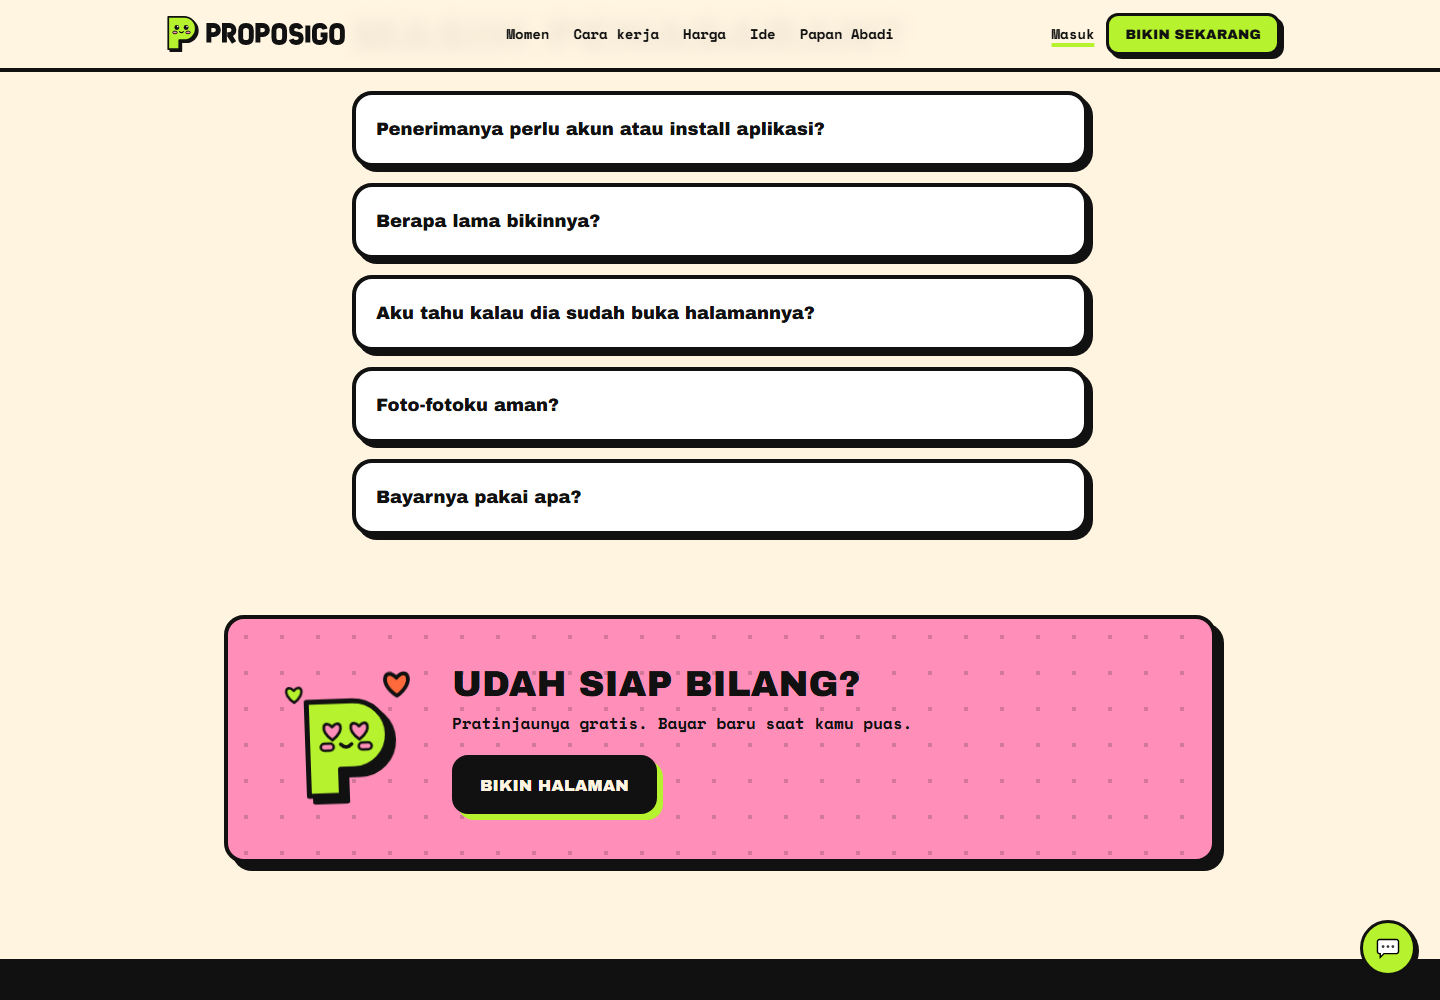 PROPOSIGO
Momen
Cara kerja
Harga
Ide
Papan Abadi
Masuk
BIKIN SEKARANG
Penerimanya perlu akun atau install aplikasi?
Berapa lama bikinnya?
Aku tahu kalau dia sudah buka halamannya?
Foto-fotoku aman?
Bayarnya pakai apa?
UDAH SIAP BILANG?
Pratinjaunya gratis. Bayar baru saat kamu puas.
BIKIN HALAMAN